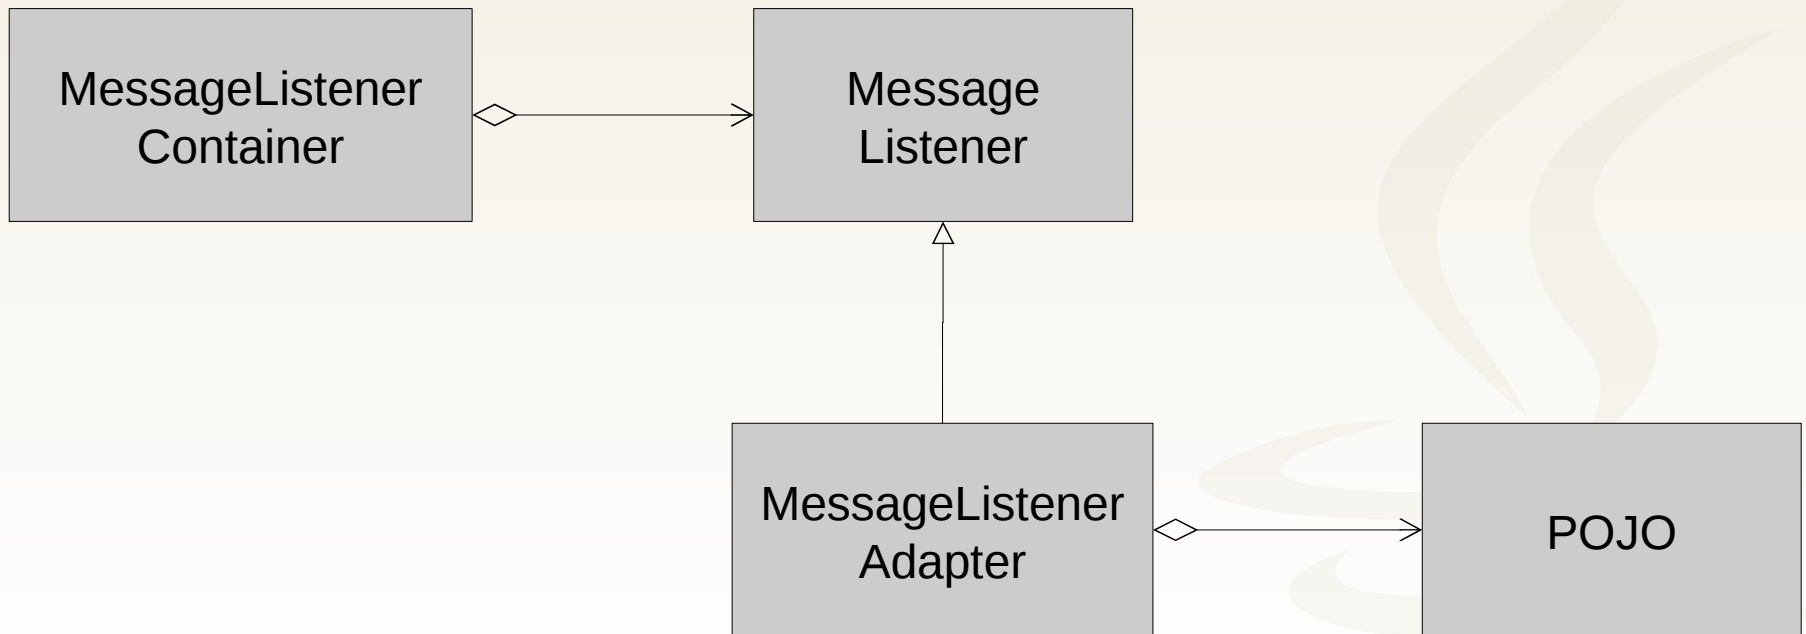 MessageListener
Container
Message
Listener
MessageListener
Adapter
POJO